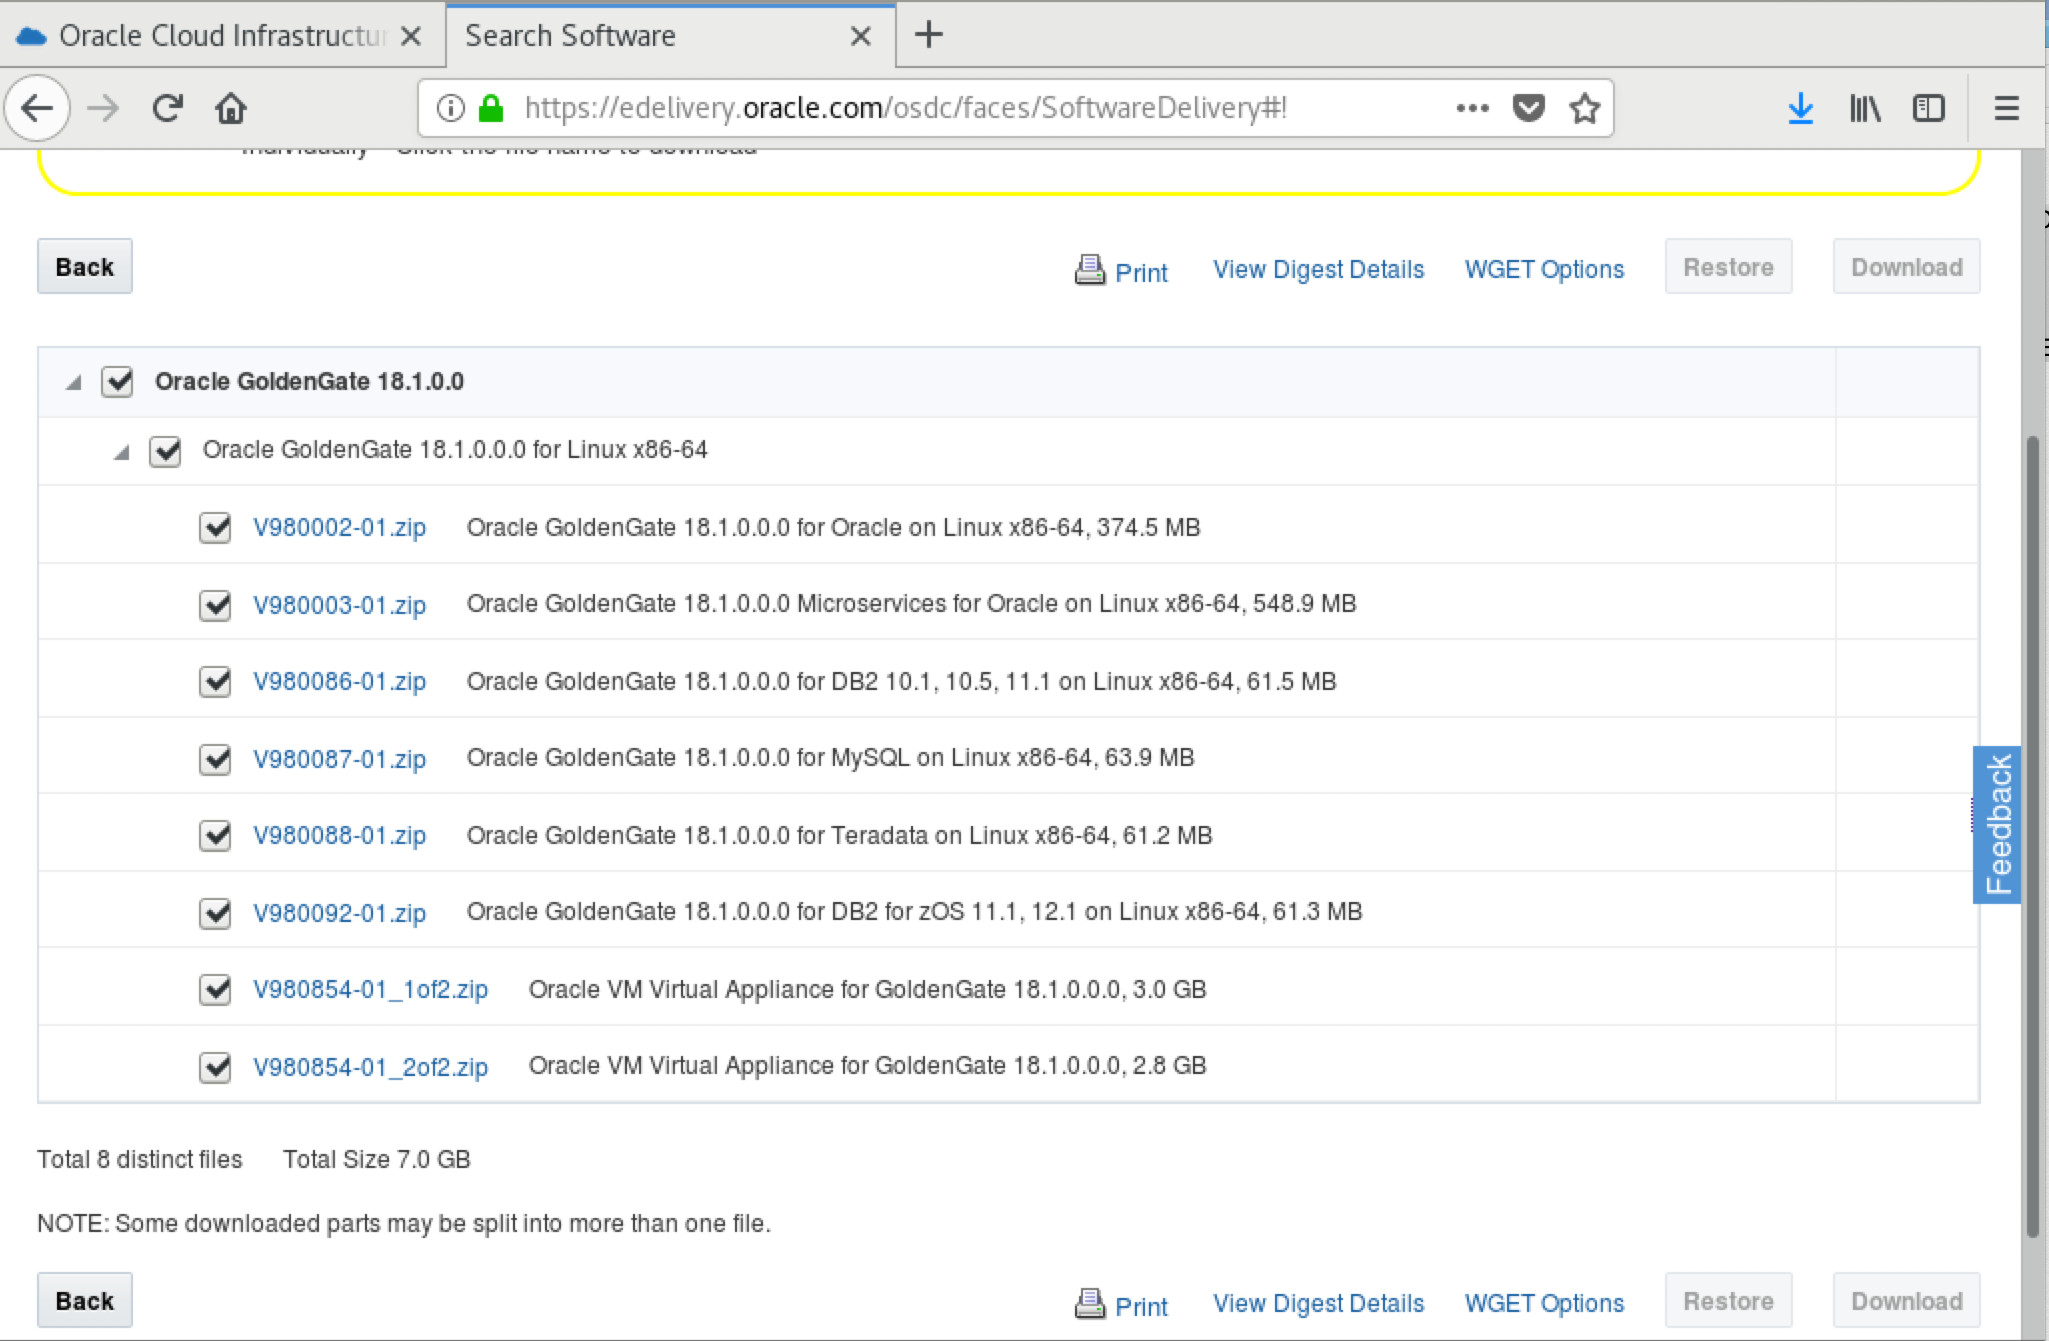 Oracle Cloud Infrastructur
Search Software
https://edelivery.oracle.com/osdc/faces/SoftwareDelivery#!
Individually - Click the file name to download
Back
Print View Digest Details WGET Options Restore Download
Oracle GoldenGate 18.1.0.0
Oracle GoldenGate 18.1.0.0.0 for Linux x86-64
V980002-01.zip Oracle GoldenGate 18.1.0.0.0 for Oracle on Linux x86-64, 374.5 MB
V980003-01.zip Oracle GoldenGate 18.1.0.0.0 Microservices for Oracle on Linux x86-64, 548.9 MB
V980086-01.zip Oracle GoldenGate 18.1.0.0.0 for DB2 10.1, 10.5, 11.1 on Linux x86-64, 61.5 MB
V980087-01.zip Oracle GoldenGate 18.1.0.0.0 for MySQL on Linux x86-64, 63.9 MB
V980088-01.zip Oracle GoldenGate 18.1.0.0.0 for Teradata on Linux x86-64, 61.2 MB
V980092-01.zip Oracle GoldenGate 18.1.0.0.0 for DB2 for zOS 11.1, 12.1 on Linux x86-64, 61.3 MB
V980854-01_1of2.zip Oracle VM Virtual Appliance for GoldenGate 18.1.0.0.0, 3.0 GB
V980854-01_2of2.zip Oracle VM Virtual Appliance for GoldenGate 18.1.0.0.0, 2.8 GB
Feedback
Total 8 distinct files Total Size 7.0 GB
NOTE: Some downloaded parts may be split into more than one file.
Back
Print View Digest Details WGET Options Restore Download